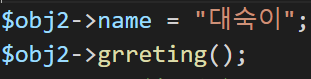 $obj2->name = "대숙이";
$obj2->grreting();